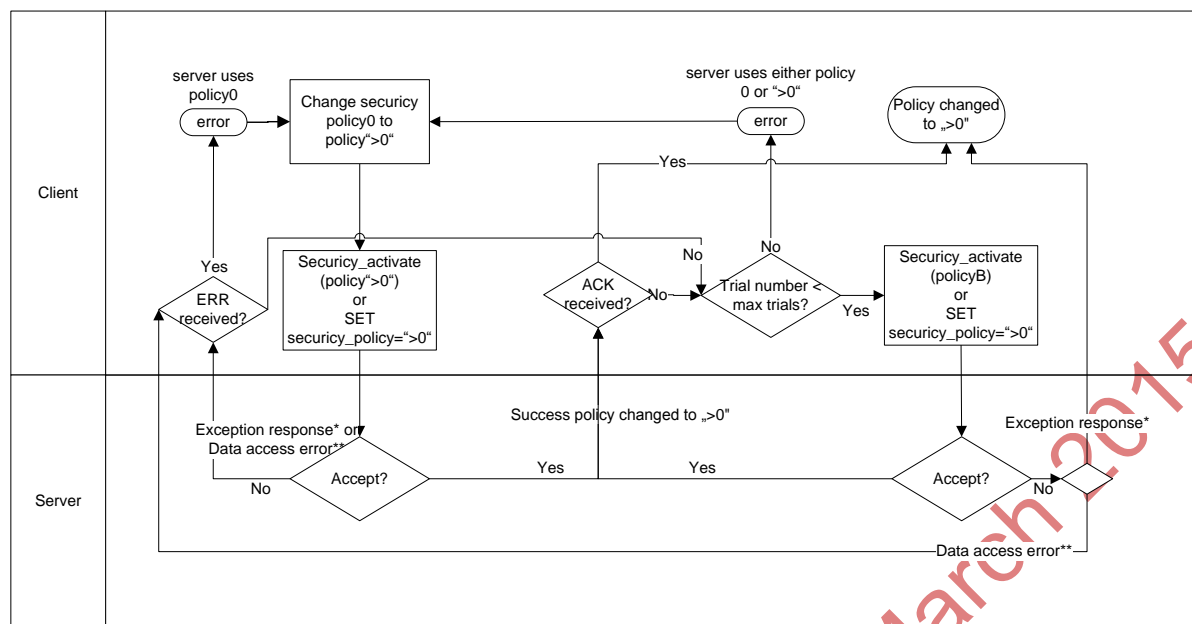 Client
Server
server uses
policy0
error
Change securicy
policy0 to
policy“>0“
server uses either policy
0 or “>0“
error
Policy changed
to „>0”
Yes
No
No
Yes
ERR
received?
Securicy_activate
(policy“>0“)
or
SET
securicy_policy=“>0“
ACK
received?
No
Trial number <
max trials?
Yes
Securicy_activate
(policyB)
or
SET
securicy_policy=“>0“
Exception response* or
Data access error**
No
Accept?
Yes
Success policy changed to „>0”
Yes
Accept?
No
Exception response*
Data access error**
March 2015